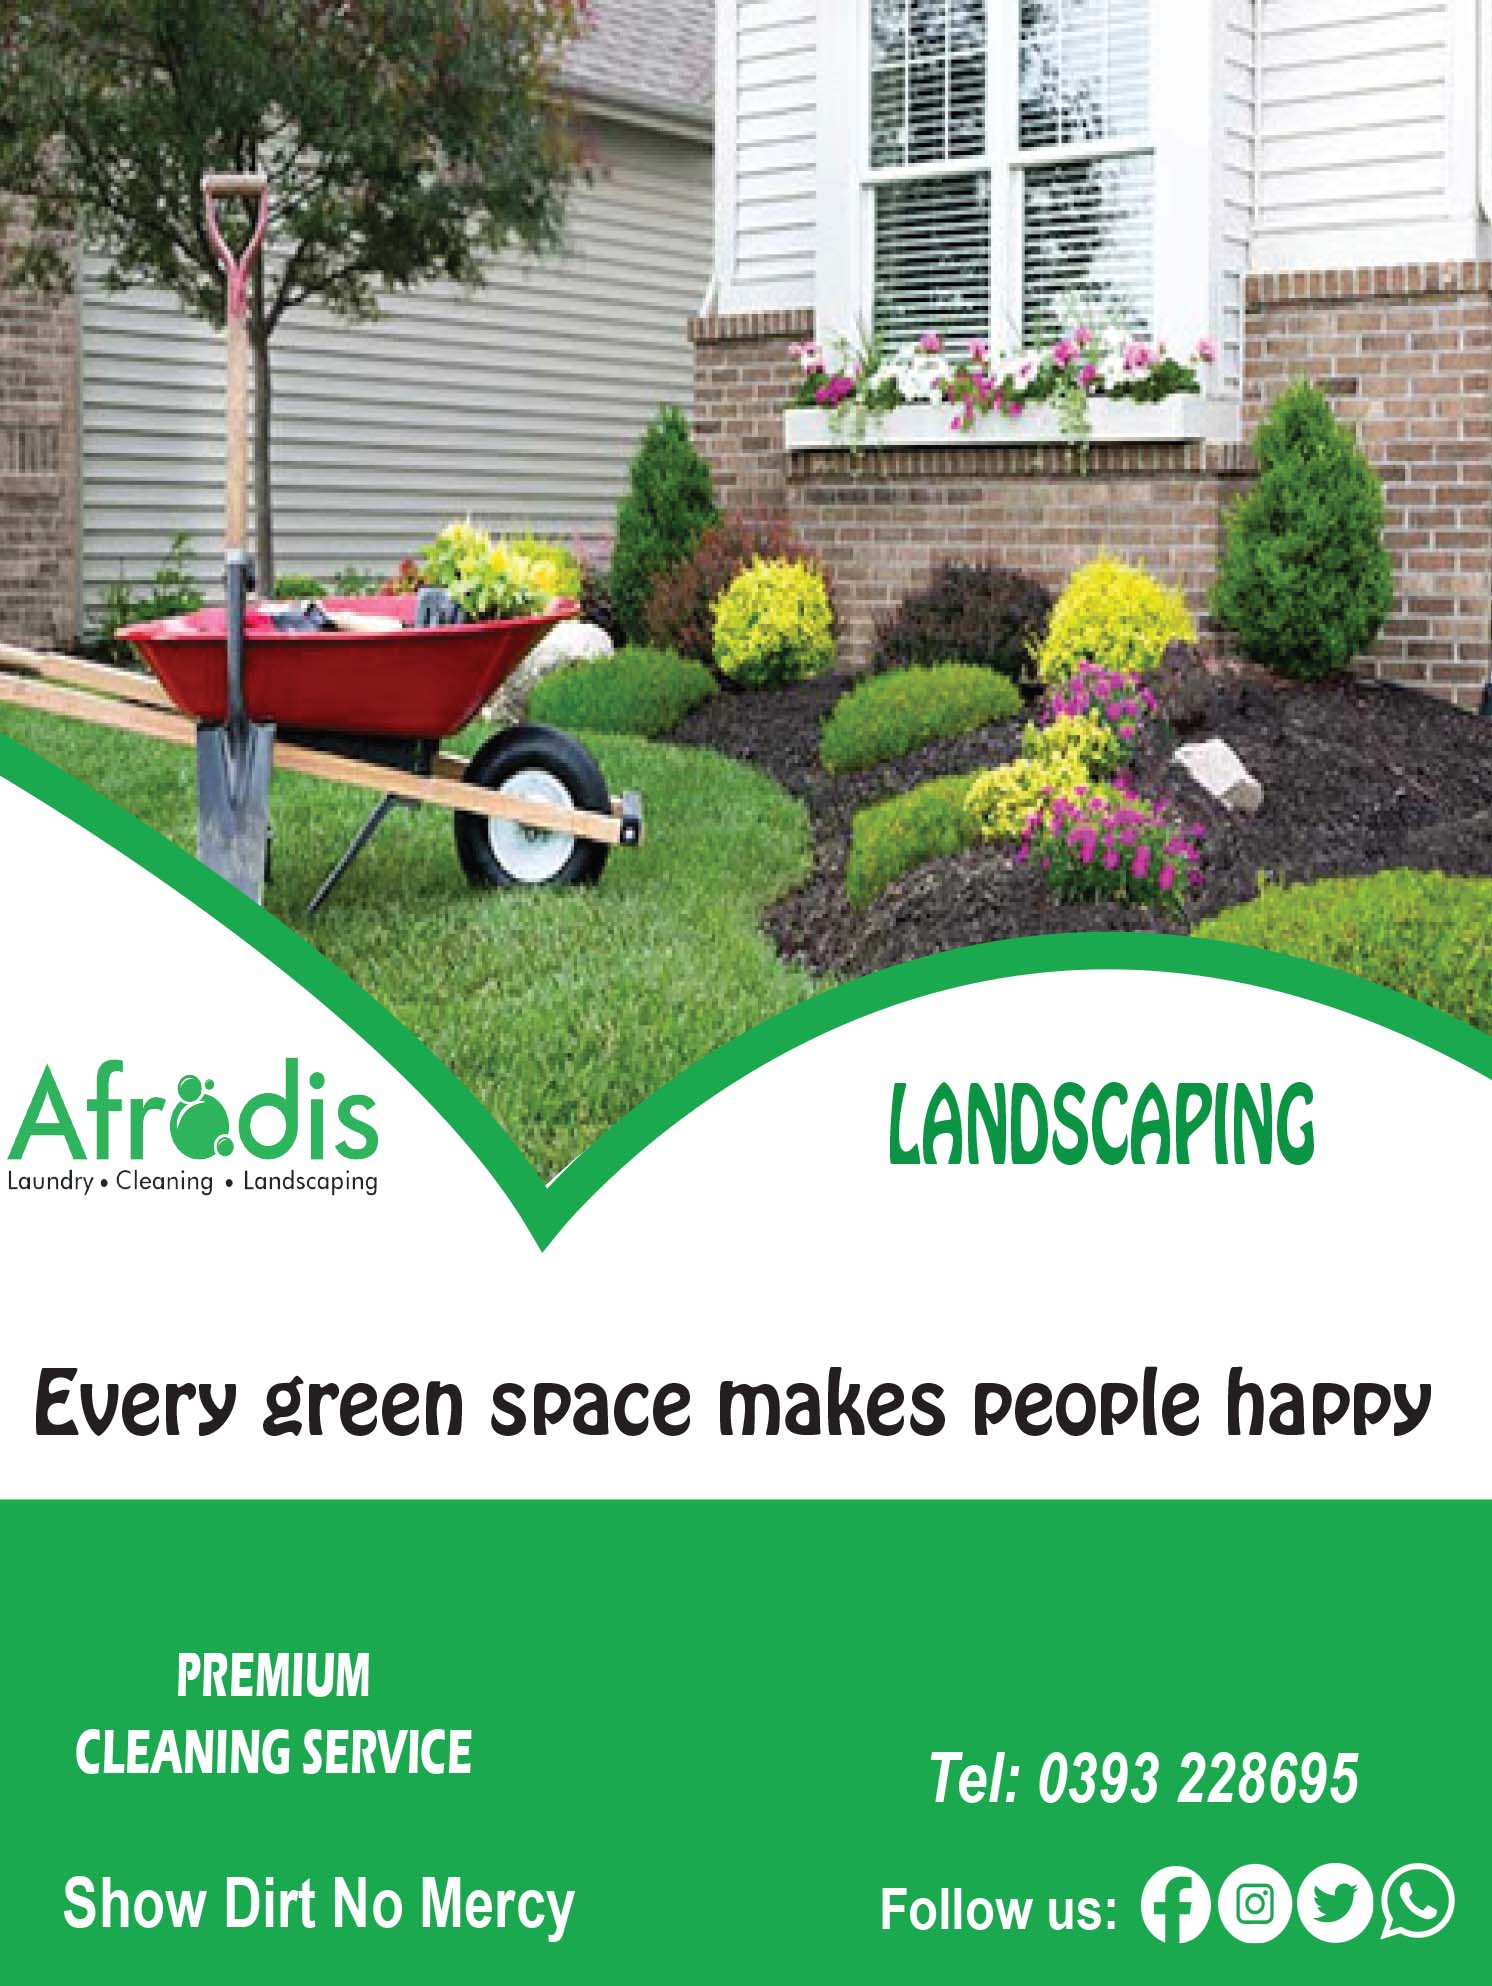 Afrodis
Laundry • Cleaning • Landscaping
LANDSCAPING
Every green space makes people happy
PREMIUM
CLEANING SERVICE
Tel: 0393 228695
Show Dirt No Mercy
Follow us: